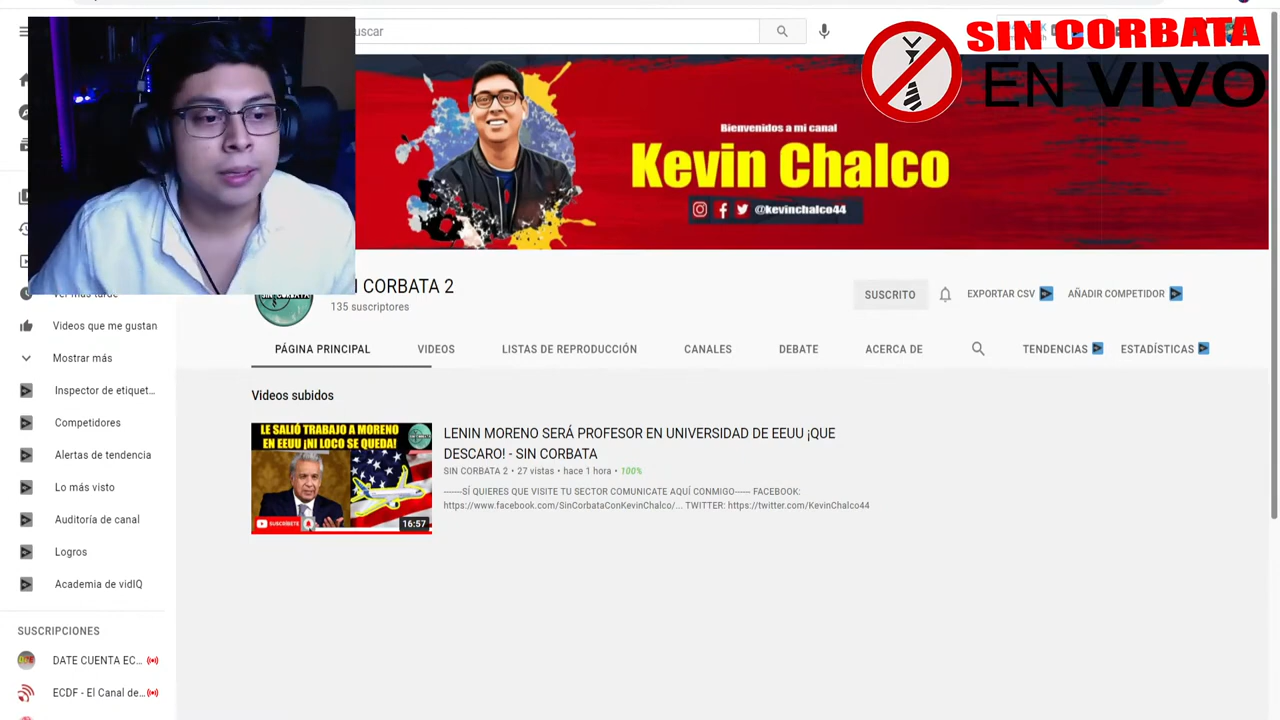 uscar
SIN CORBATA
EN VIVO
Bienvenidos a mi canal
Kevin Chalco
@kevinchalco44
CORBATA 2
135 suscriptores
SUSCRITO
EXPORTAR CSV
AÑADIR COMPETIDOR
PÁGINA PRINCIPAL
VIDEOS
LISTAS DE REPRODUCCIÓN
CANALES
DEBATE
ACERCA DE
TENDENCIAS
ESTADÍSTICAS
Videos que me gustan
Mostrar más
Inspector de etiquet...
Competidores
Alertas de tendencia
Lo más visto
Auditoría de canal
Logros
Academia de vidIQ
SUSCRIPCIONES
DATE CUENTA EC...
ECDF - El Canal de...
Videos subidos
LE SALIÓ TRABAJO A MORENO
EN EEUU ¡NI LOCO SE QUEDA!
SUSCRÍBETE
16:57
LENIN MORENO SERÁ PROFESOR EN UNIVERSIDAD DE EEUU ¡QUE
DESCARO! - SIN CORBATA
SIN CORBATA 2 • 27 vistas • hace 1 hora • 100%
------SÍ QUIERES QUE VISITE TU SECTOR COMUNICATE AQUÍ CONMIGO----- FACEBOOK:
https://www.facebook.com/SinCorbataConKevinChalco/... TWITTER: https://twitter.com/KevinChalco44